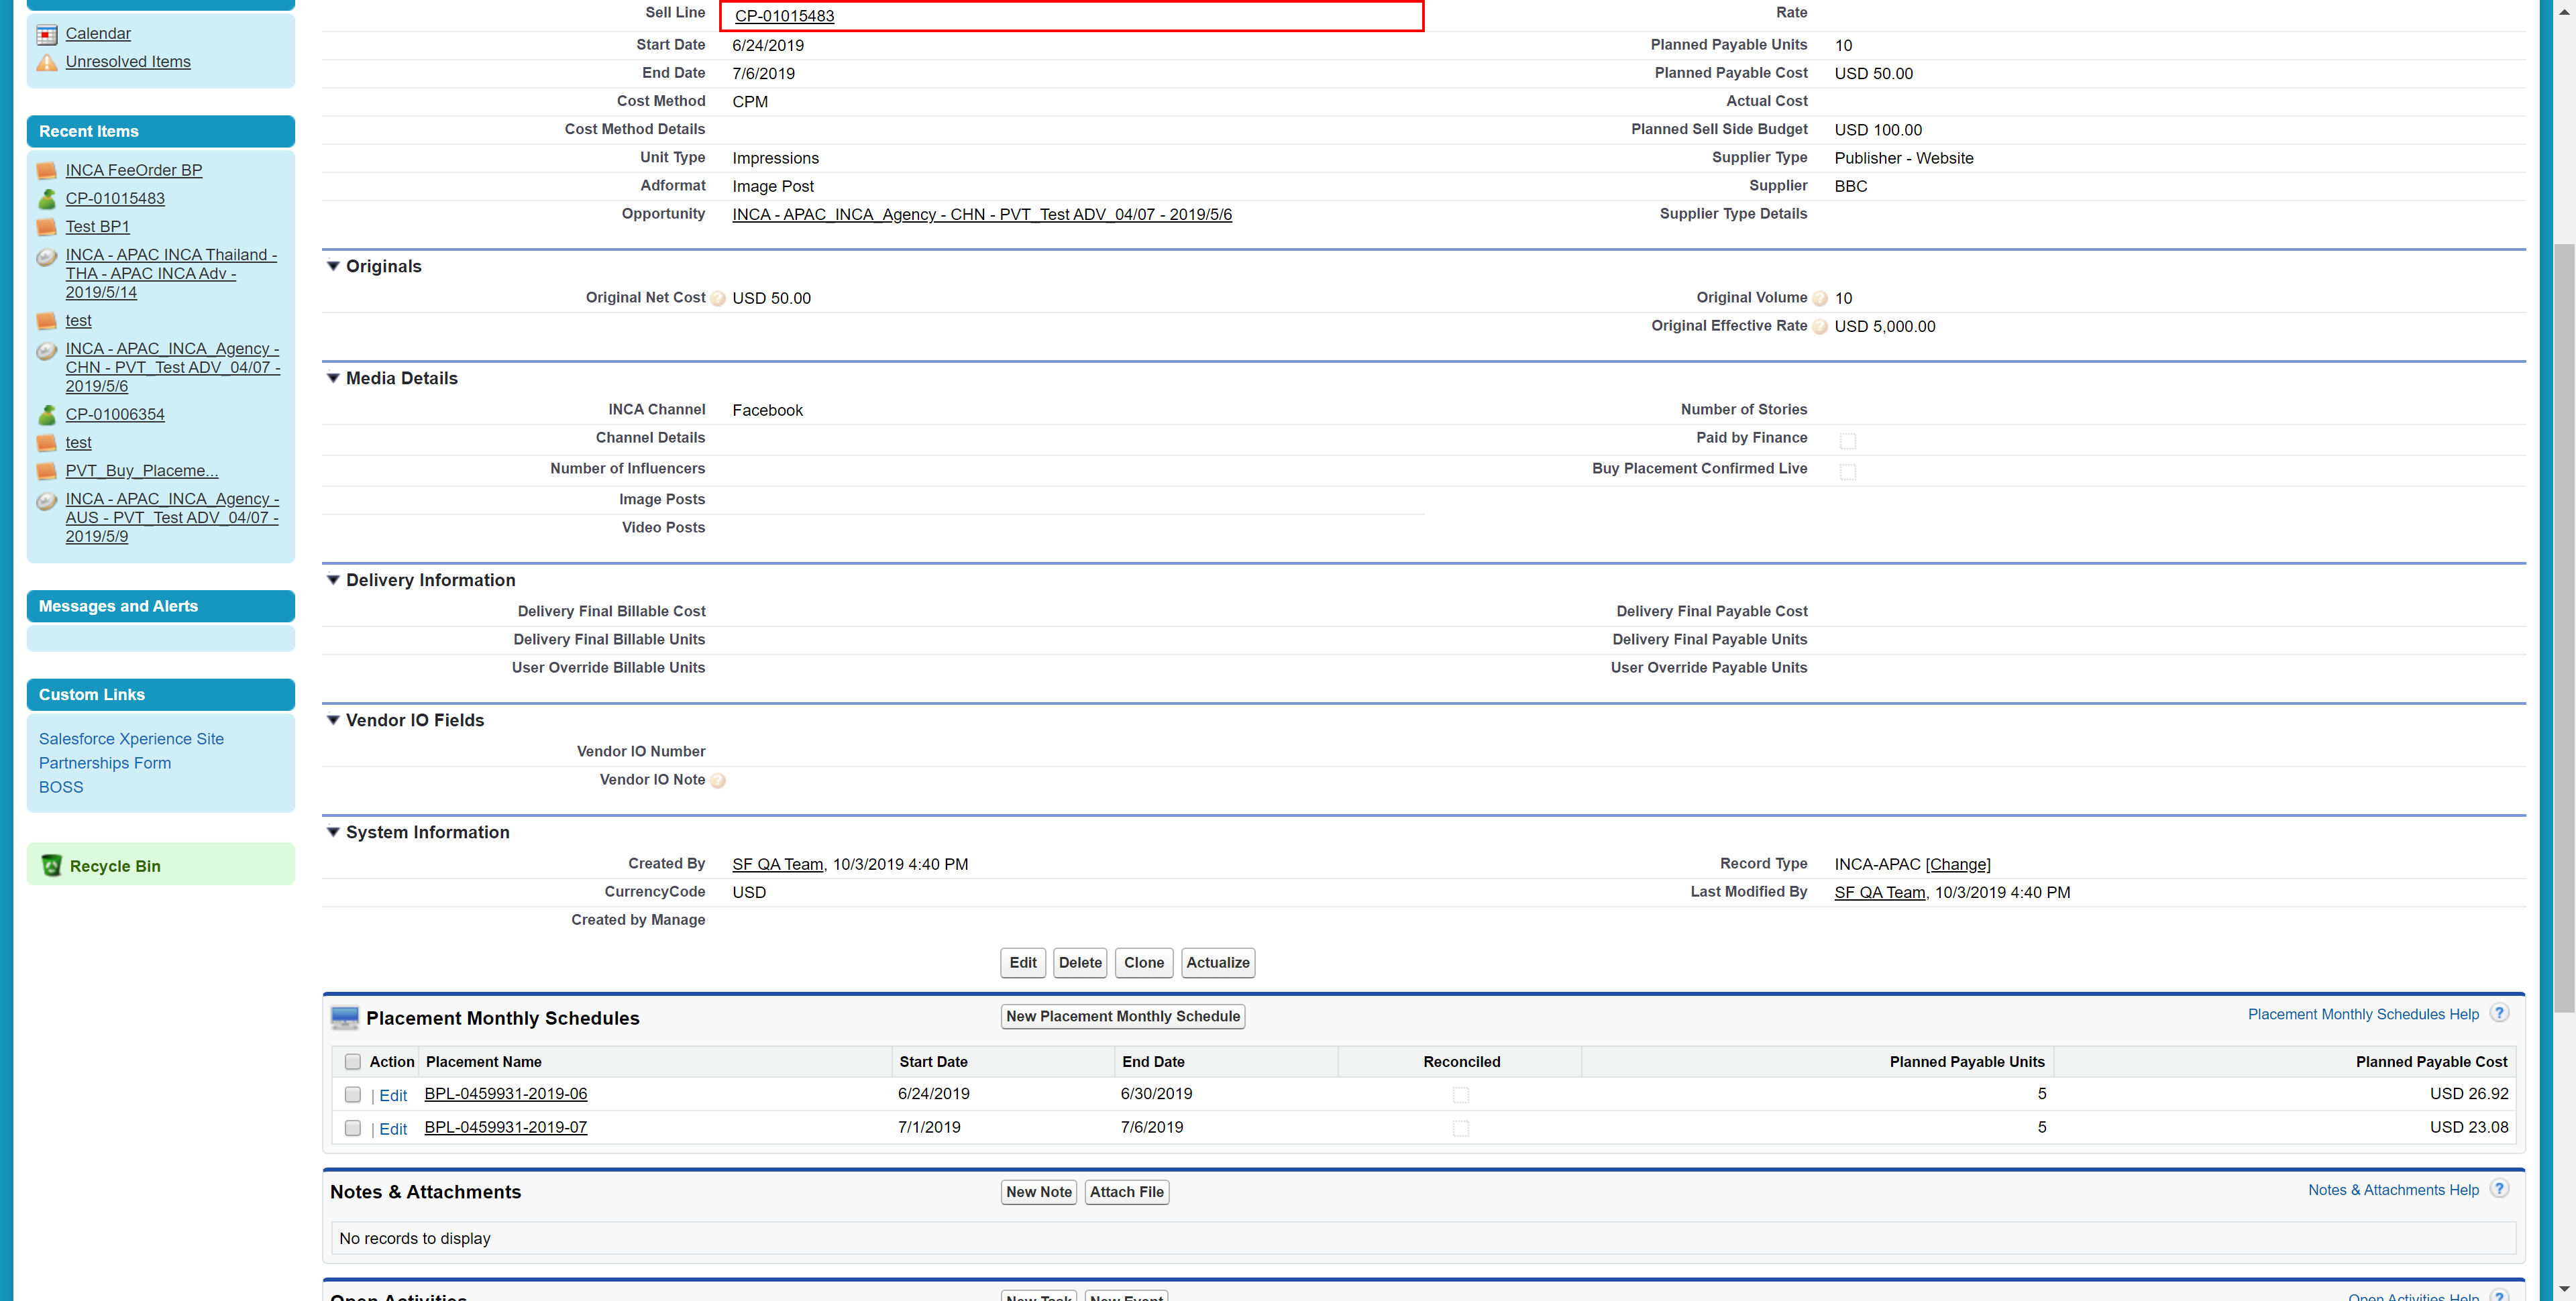 Calendar
Unresolved Items
Recent Items
INCA FeeOrder BP
CP-01015483
Test BP1
INCA - APAC INCA Thailand -
THA - APAC INCA Adv -
2019/5/14
test
INCA - APAC_INCA_Agency -
CHN - PVT_Test ADV_04/07 -
2019/5/6
CP-01006354
test
PVT_Buy_Placeme...
INCA - APAC_INCA_Agency -
AUS - PVT_Test ADV_04/07 -
2019/5/9
Messages and Alerts
Custom Links
Salesforce Xperience Site
Partnerships Form
BOSS
Recycle Bin
Sell Line CP-01015483 Rate
Start Date 6/24/2019 Planned Payable Units 10
End Date 7/6/2019 Planned Payable Cost USD 50.00
Cost Method CPM Actual Cost
Cost Method Details Planned Sell Side Budget USD 100.00
Unit Type Impressions Supplier Type Publisher - Website
Adformat Image Post Supplier BBC
Opportunity INCA - APAC_INCA_Agency - CHN - PVT_Test ADV_04/07 - 2019/5/6 Supplier Type Details
Originals
Original Net Cost ? USD 50.00 Original Volume ? 10
Original Effective Rate ? USD 5,000.00
Media Details
INCA Channel Facebook Number of Stories
Channel Details Paid by Finance
Number of Influencers Buy Placement Confirmed Live
Image Posts
Video Posts
Delivery Information
Delivery Final Billable Cost Delivery Final Payable Cost
Delivery Final Billable Units Delivery Final Payable Units
User Override Billable Units User Override Payable Units
Vendor IO Fields
Vendor IO Number
Vendor IO Note ?
System Information
Created By SF QA Team, 10/3/2019 4:40 PM Record Type INCA-APAC [Change]
CurrencyCode USD Last Modified By SF QA Team, 10/3/2019 4:40 PM
Created by Manage
Edit Delete Clone Actualize
Placement Monthly Schedules New Placement Monthly Schedule Placement Monthly Schedules Help ?
Action Placement Name Start Date End Date Reconciled Planned Payable Units Planned Payable Cost
| Edit BPL-0459931-2019-06 6/24/2019 6/30/2019 5 USD 26.92
| Edit BPL-0459931-2019-07 7/1/2019 7/6/2019 5 USD 23.08
Notes & Attachments New Note Attach File Notes & Attachments Help ?
No records to display
Open Activities New Task New Event Open Activities Help ?